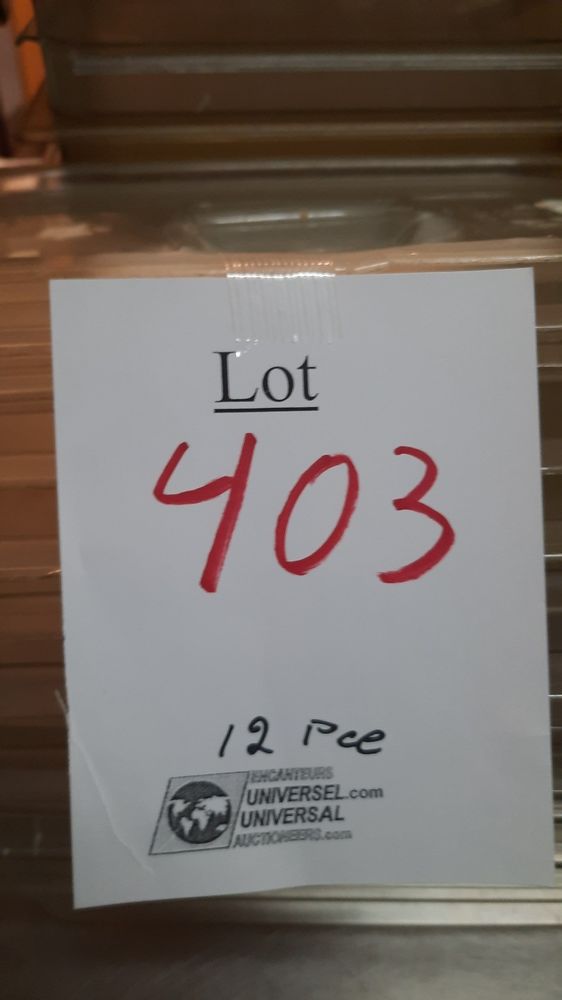 Lot
403
12 Pce
ENCANTEURS
UNIVERSEL.com
UNIVERSAL
AUCTIONEERS.com